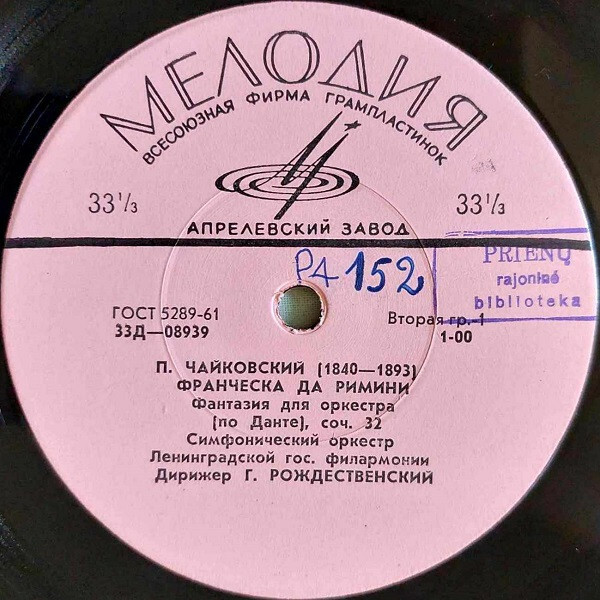 МЕЛОДИЯ
ВСЕСОЮЗНАЯ ФИРМА ГРАМПЛАСТИНОК
33⅓ 33⅓
АПРЕЛЕВСКИЙ ЗАВОД
P4 152
PRIENŲ
rajoninė
biblioteka
ГОСТ 5289-61 Вторая гр.-1
33Д—08939 1-00
П. ЧАЙКОВСКИЙ (1840—1893)
ФРАНЧЕСКА ДА РИМИНИ
Фантазия для оркестра
(по Данте), соч. 32
Симфонический оркестр
Ленинградской гос. филармонии
Дирижер Г. РОЖДЕСТВЕНСКИЙ